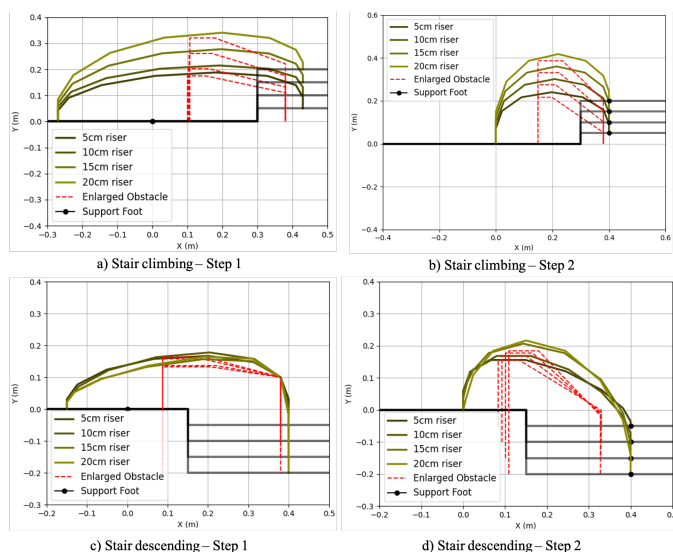 Y (m)
0.4
0.3
0.2
0.1
0.0
−0.1
−0.2
−0.3
−0.4
5cm riser
10cm riser
15cm riser
20cm riser
Enlarged Obstacle
Support Foot
−0.3 −0.2 −0.1 0.0 0.1 0.2 0.3 0.4 0.5
X (m)
a) Stair climbing – Step 1
Y (m)
0.6
0.4
0.2
0.0
−0.2
−0.4
5cm riser
10cm riser
15cm riser
20cm riser
Enlarged Obstacle
Support Foot
−0.4 −0.2 0.0 0.2 0.4 0.6
X (m)
b) Stair climbing – Step 2
Y (m)
0.4
0.3
0.2
0.1
0.0
−0.1
−0.2
−0.3
5cm riser
10cm riser
15cm riser
20cm riser
Enlarged Obstacle
Support Foot
−0.2 −0.1 0.0 0.1 0.2 0.3 0.4 0.5
X (m)
c) Stair descending – Step 1
Y (m)
0.4
0.3
0.2
0.1
0.0
−0.1
−0.2
−0.3
5cm riser
10cm riser
15cm riser
20cm riser
Enlarged Obstacle
Support Foot
−0.2 −0.1 0.0 0.1 0.2 0.3 0.4 0.5
X (m)
d) Stair descending – Step 2